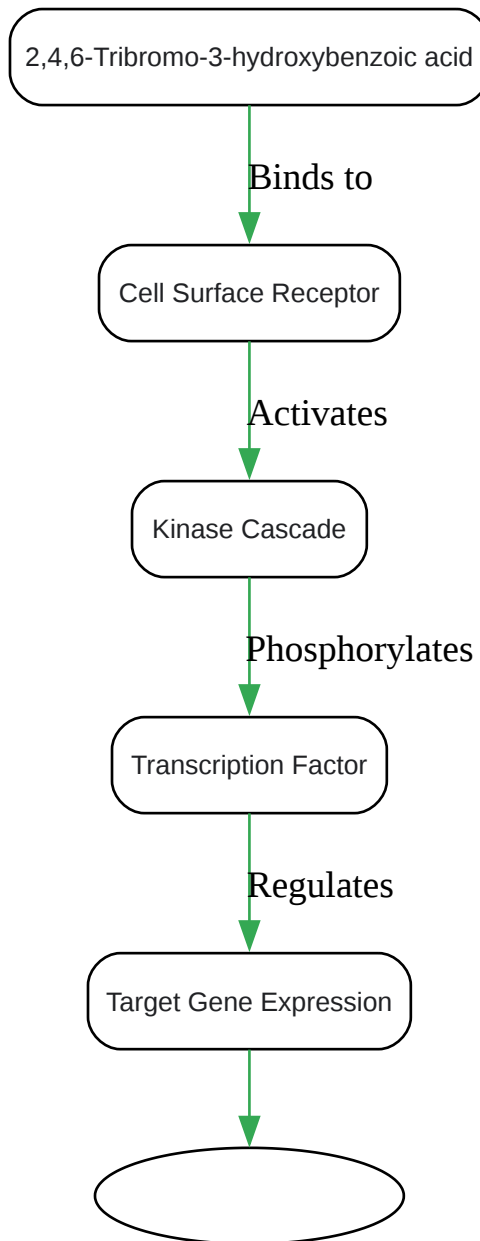 2,4,6-Tribromo-3-hydroxybenzoic acid
Binds to
Cell Surface Receptor
Activates
Kinase Cascade
Phosphorylates
Transcription Factor
Regulates
Target Gene Expression